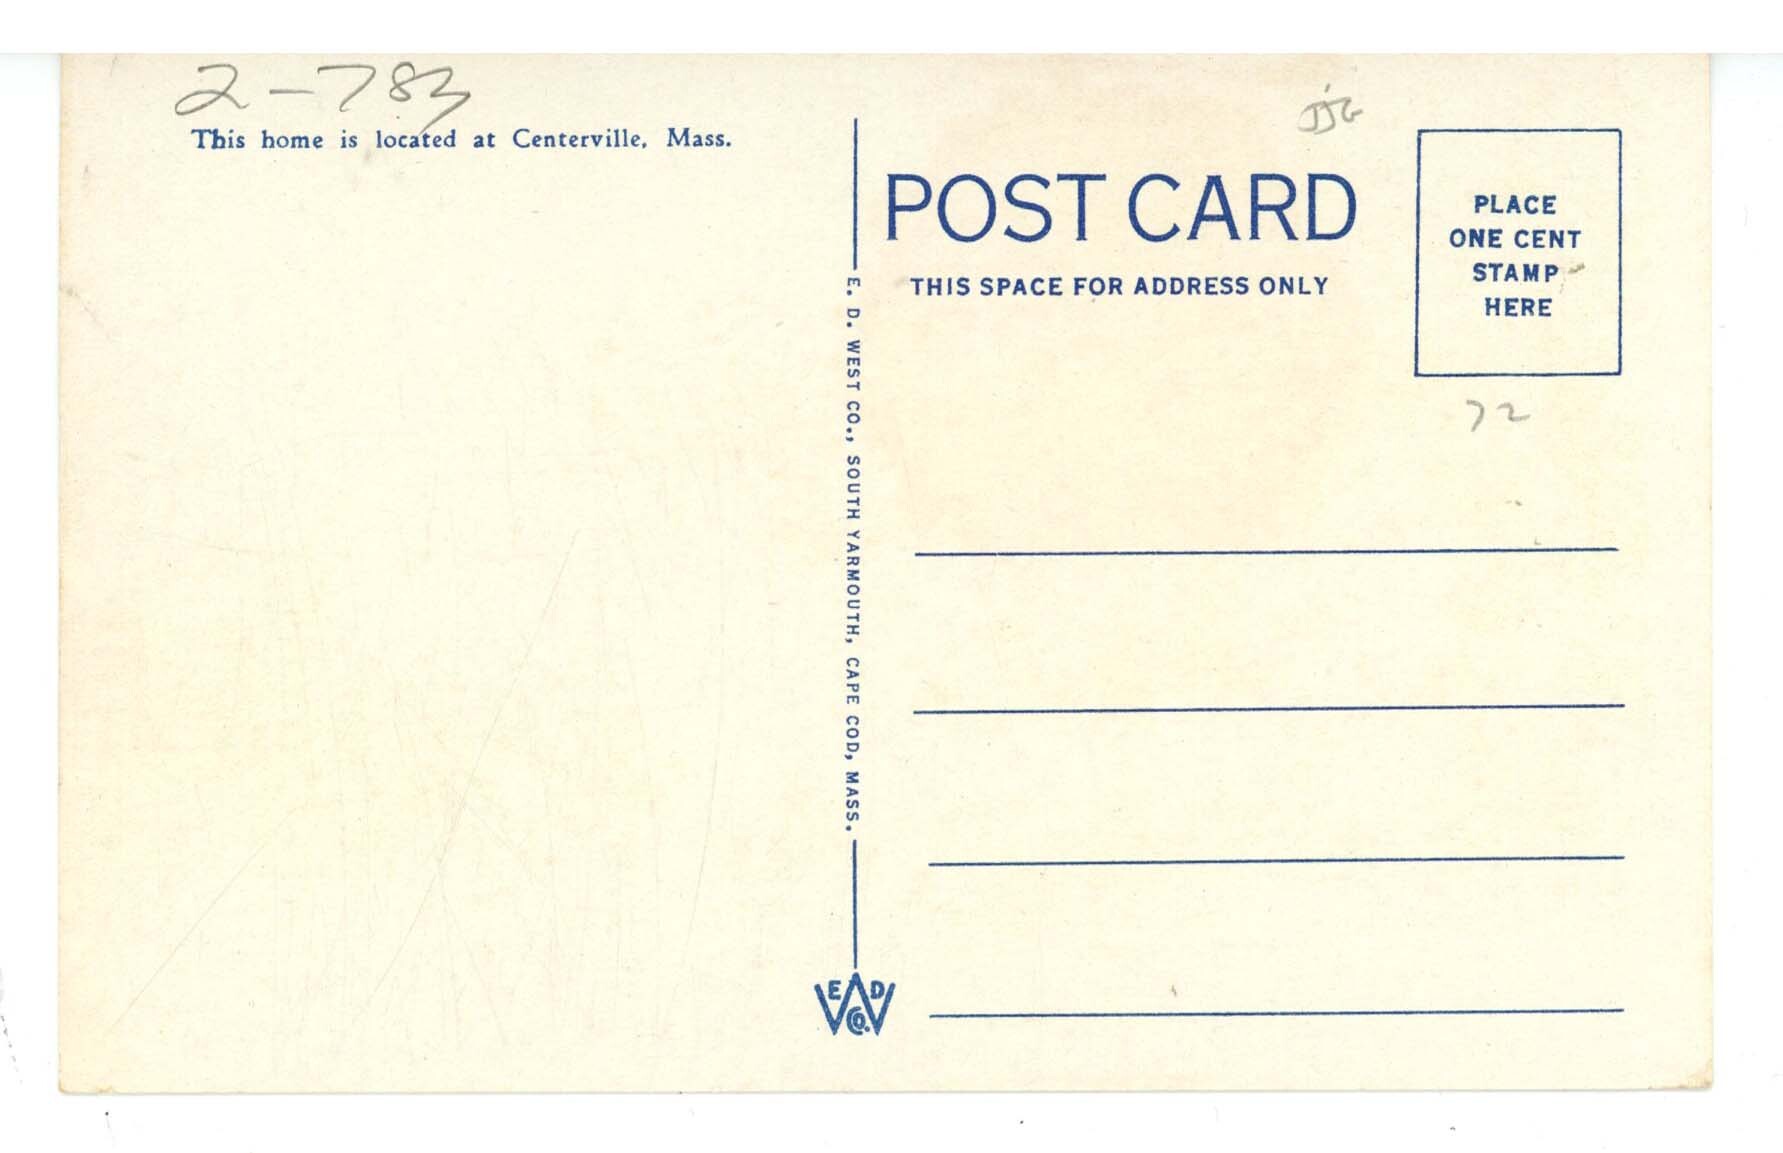 2-783
This home is located at Centerville, Mass.
POST CARD
THIS SPACE FOR ADDRESS ONLY
PLACE
ONE CENT
STAMP
HERE
72
E. D. WEST CO., SOUTH YARMOUTH, CAPE COD, MASS.
E D W CO.